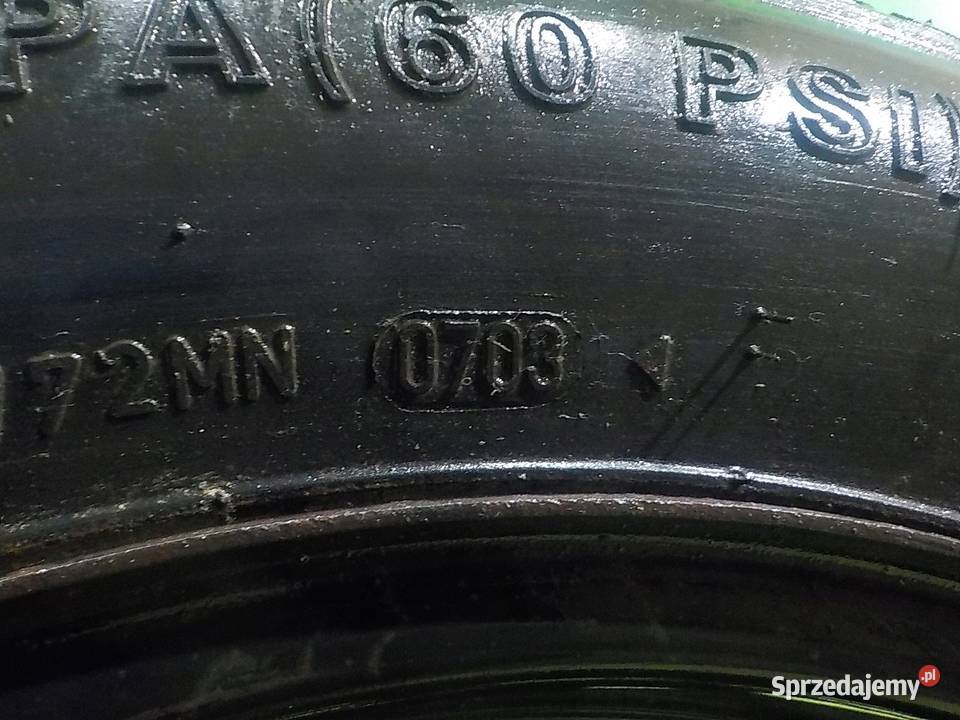 PA (60 PSI)
72MN 0703
Sprzedajemy.pl